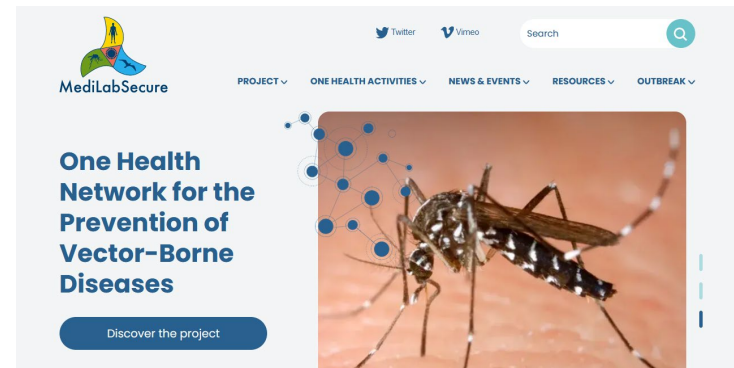 Twitter
Vimeo
Search
MediLabSecure
PROJECT
ONE HEALTH ACTIVITIES
NEWS & EVENTS
RESOURCES
OUTBREAK
One Health
Network for the
Prevention of
Vector-Borne
Diseases
Discover the project